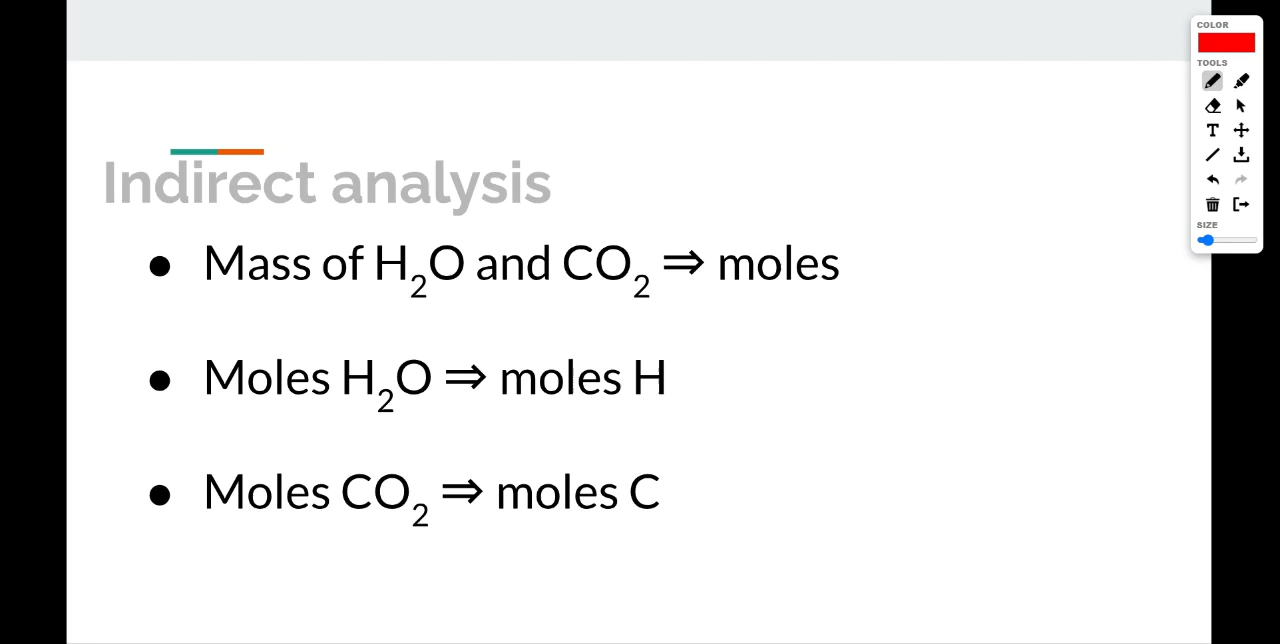 Indirect analysis
● Mass of H₂O and CO₂ ⇒ moles
● Moles H₂O ⇒ moles H
● Moles CO₂ ⇒ moles C
COLOR
TOOLS
SIZE